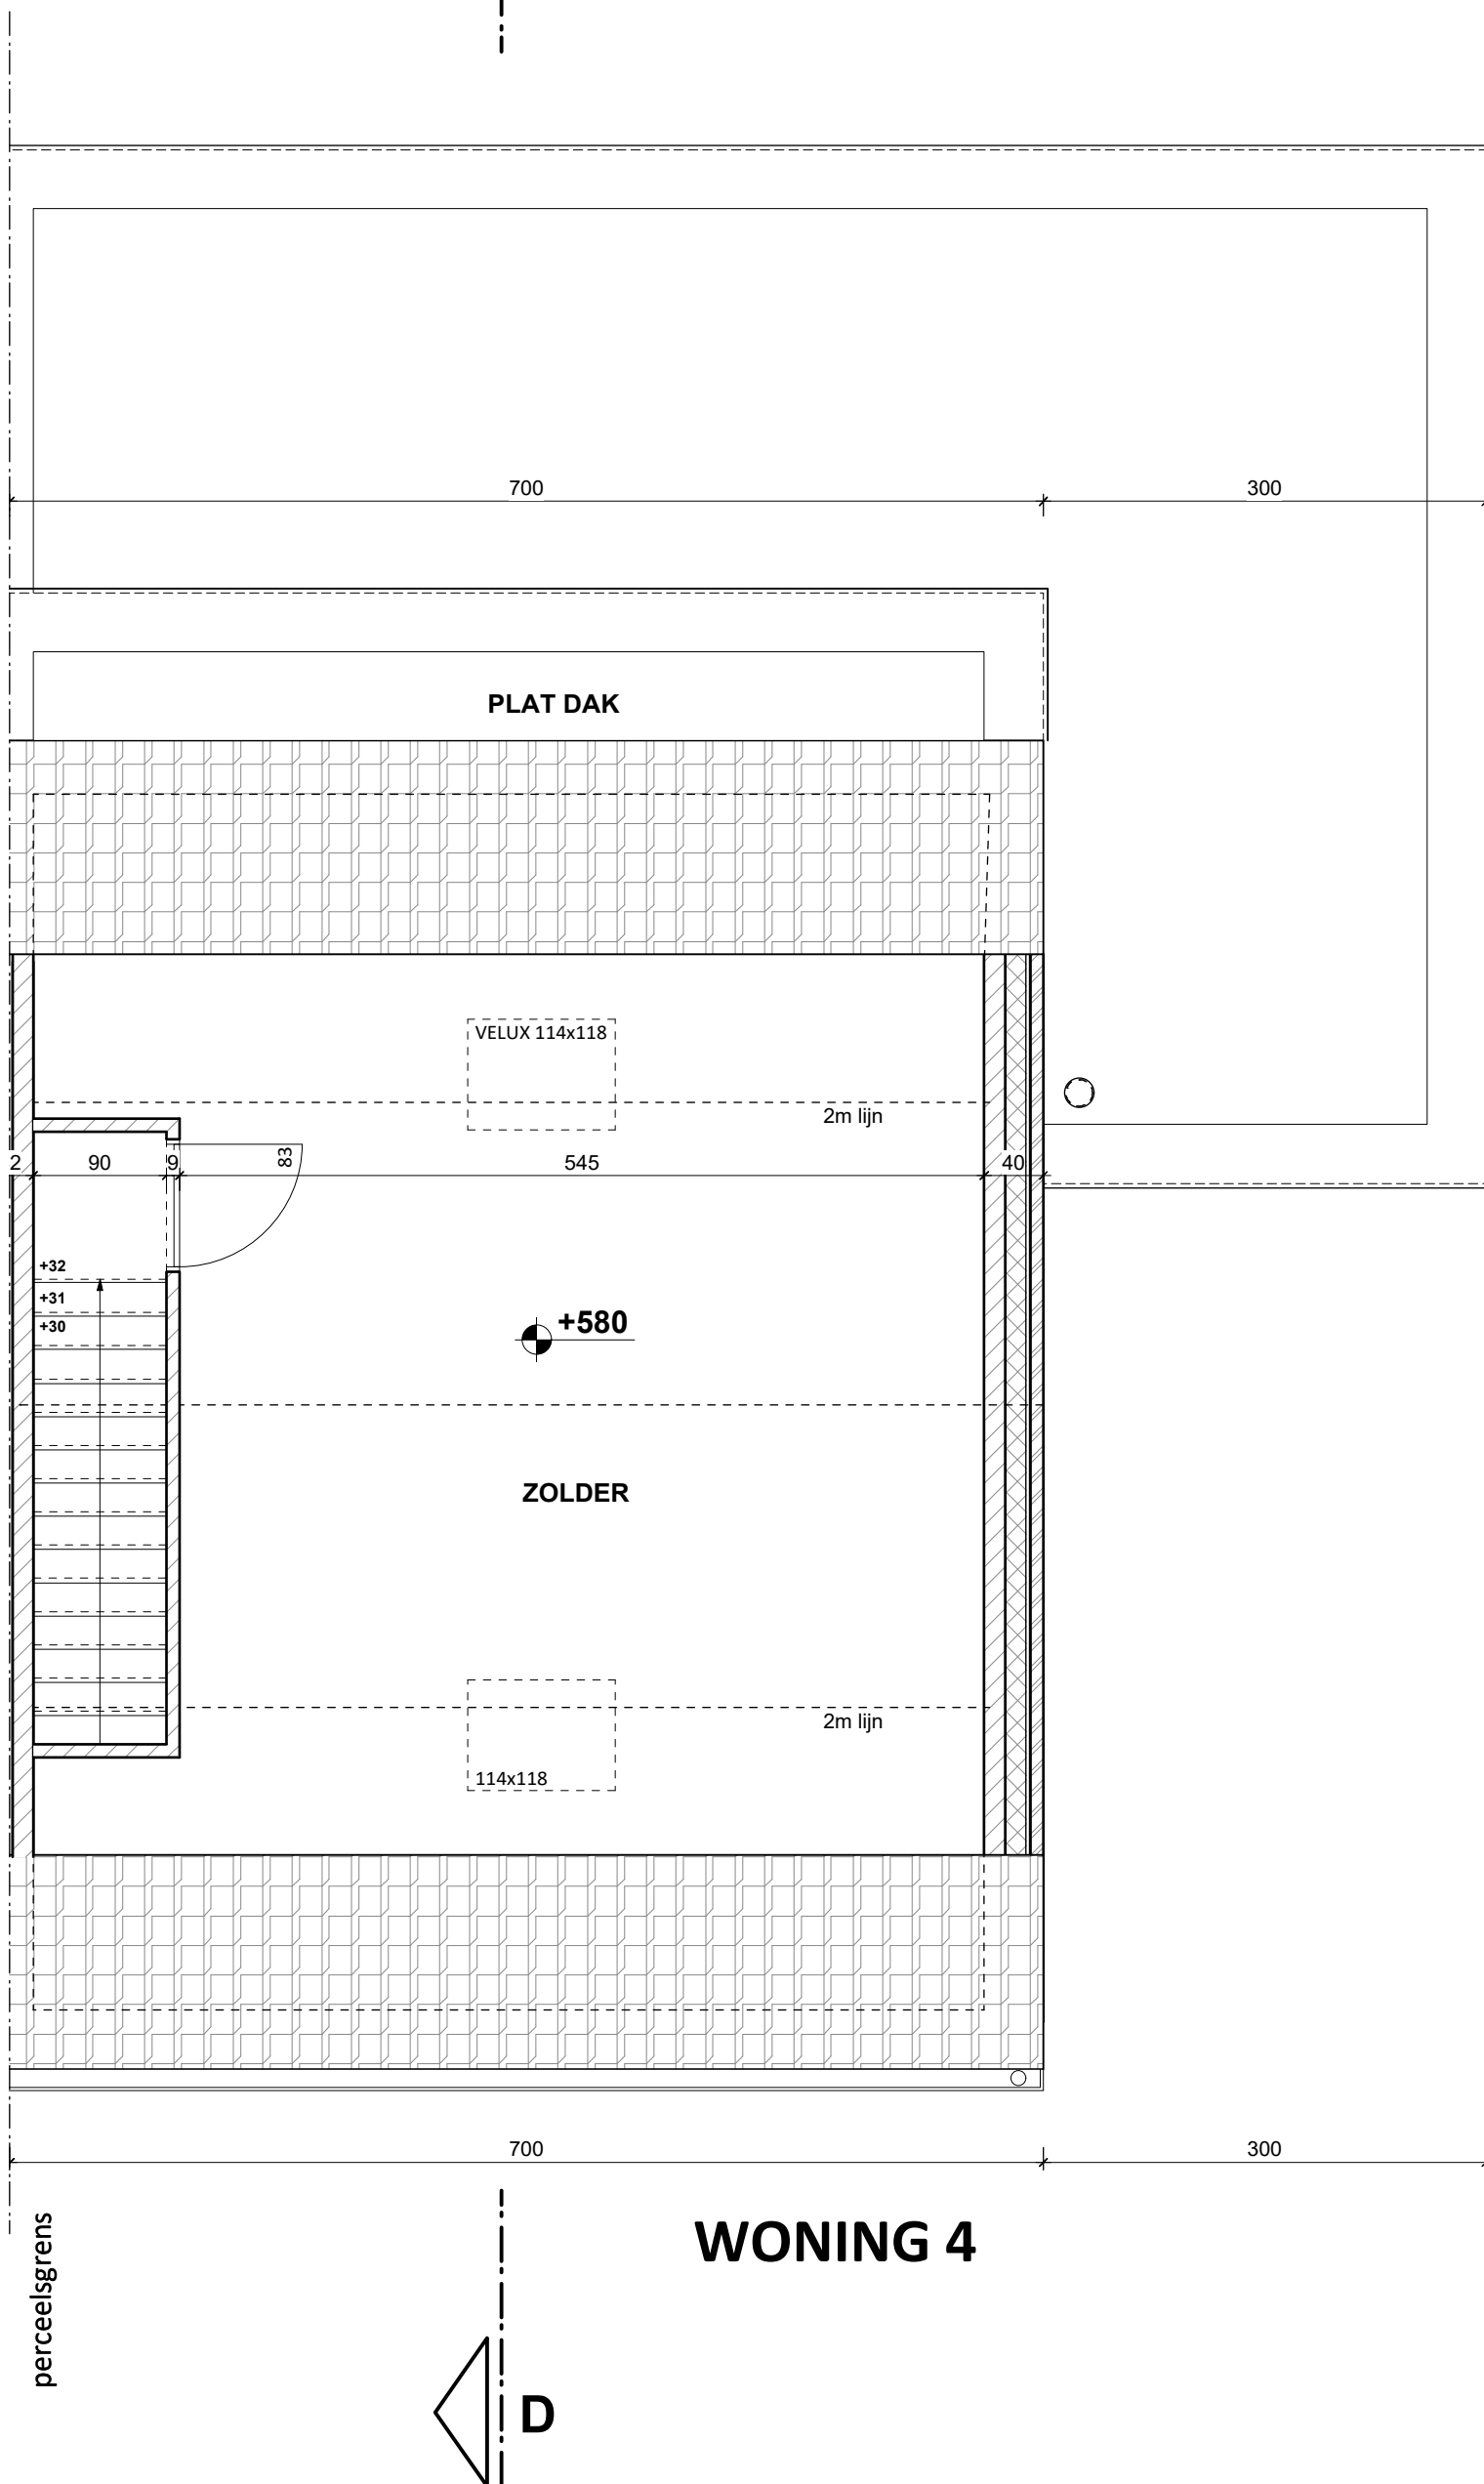 700 300
PLAT DAK
VELUX 114x118
2m lijn
2 90 9 83 545 40
+32
+31
+30
+580
ZOLDER
2m lijn
114x118
700 300
perceelsgrens
WONING 4
D